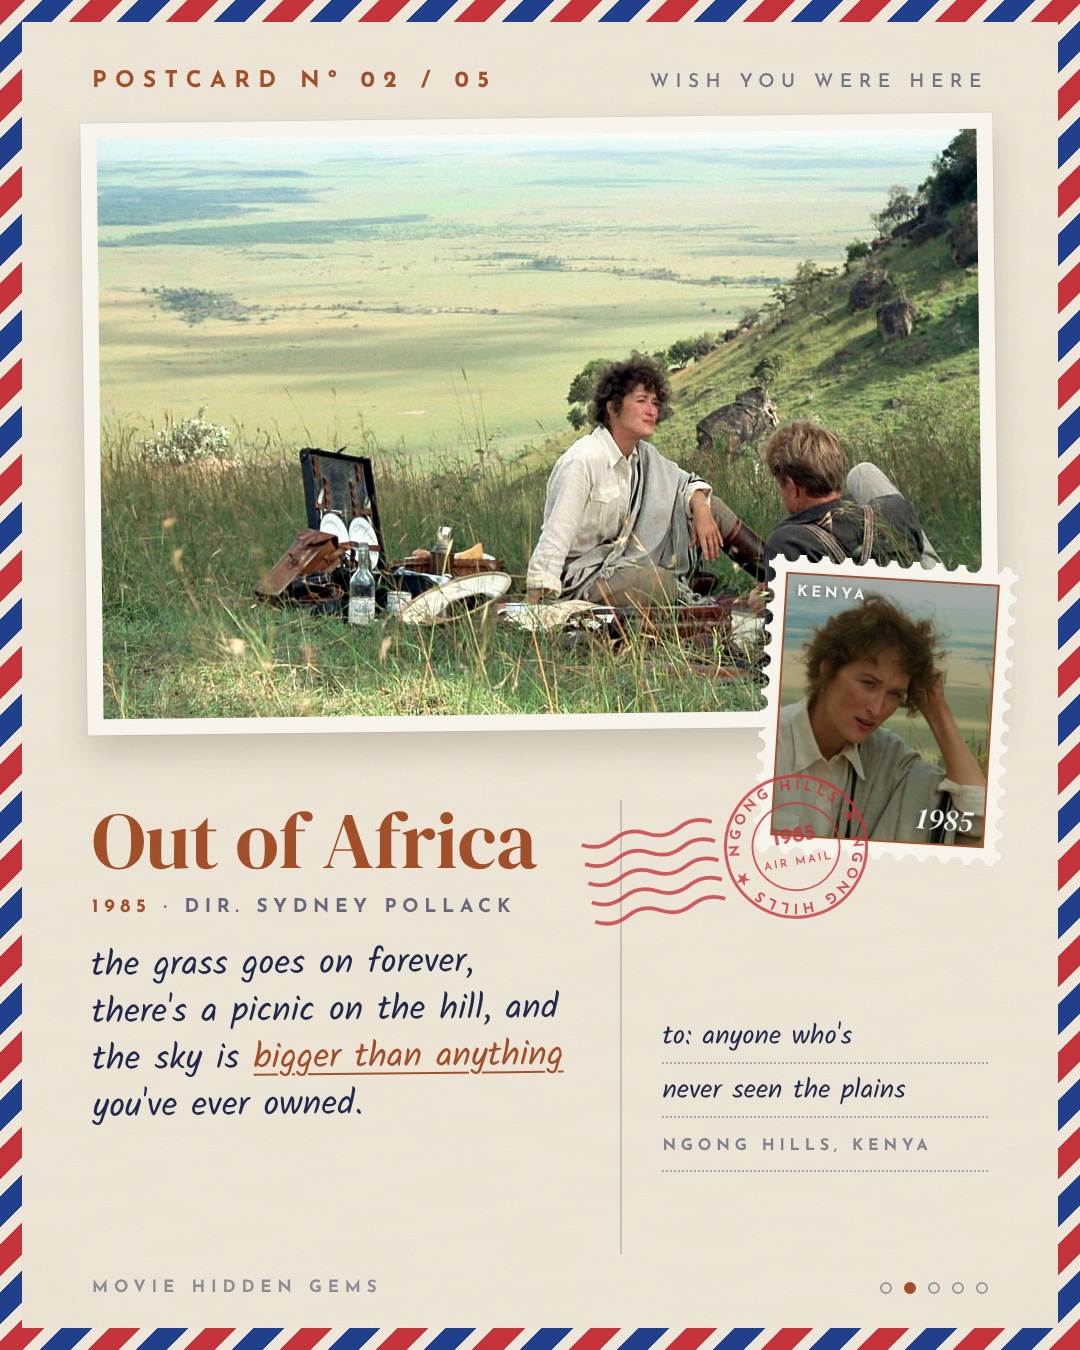 POSTCARD Nº 02 / 05
WISH YOU WERE HERE
KENYA
1985
NGONG HILLS ★ NGONG HILLS ★
1985
AIR MAIL
Out of Africa
1985 · DIR. SYDNEY POLLACK
the grass goes on forever,
there's a picnic on the hill, and
the sky is bigger than anything
you've ever owned.
to: anyone who's
never seen the plains
NGONG HILLS, KENYA
MOVIE HIDDEN GEMS